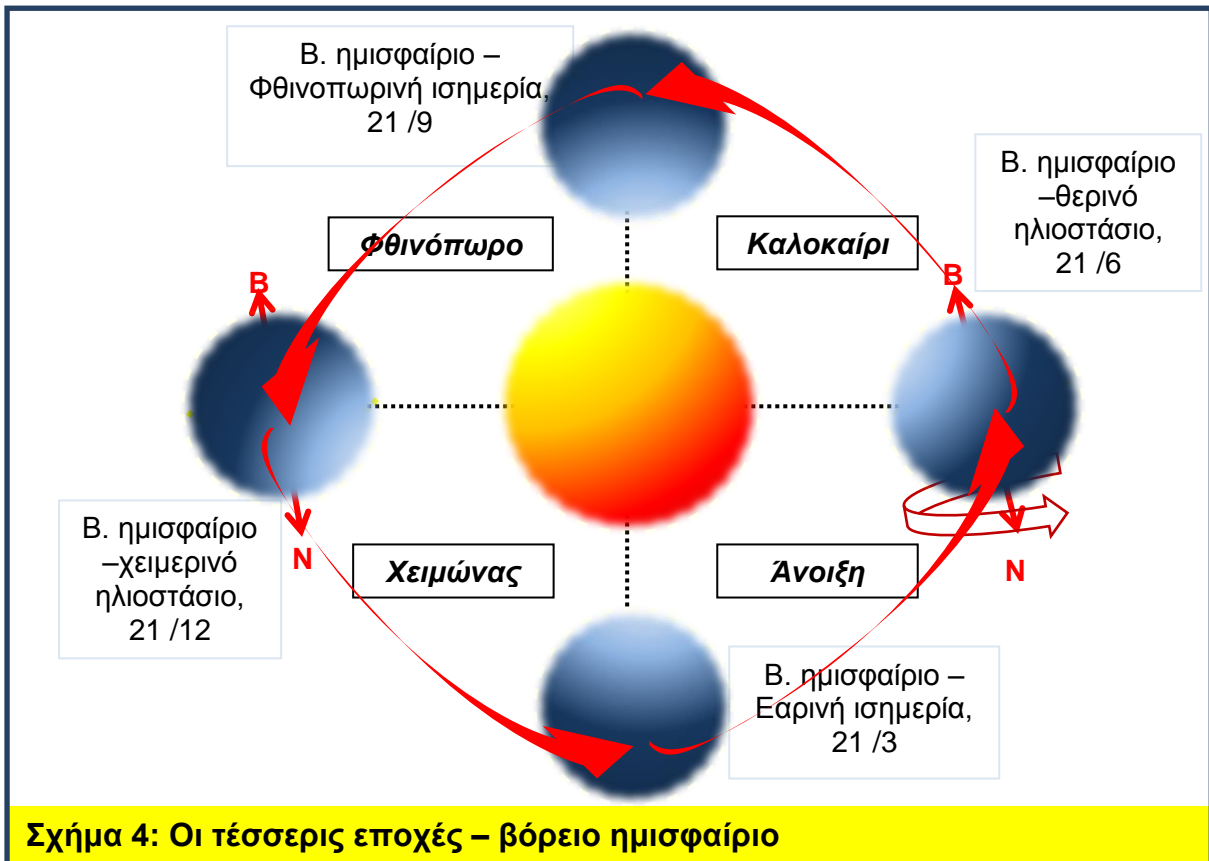 Β. ημισφαίριο –
Φθινοπωρινή ισημερία,
21 /9
Β. ημισφαίριο
–θερινό
ηλιοστάσιο,
21 /6
Φθινόπωρο
Καλοκαίρι
Β
Β
Β. ημισφαίριο
–χειμερινό
ηλιοστάσιο,
21 /12
Ν
Χειμώνας
Άνοιξη
Ν
Β. ημισφαίριο –
Εαρινή ισημερία,
21 /3
Σχήμα 4: Οι τέσσερις εποχές – βόρειο ημισφαίριο